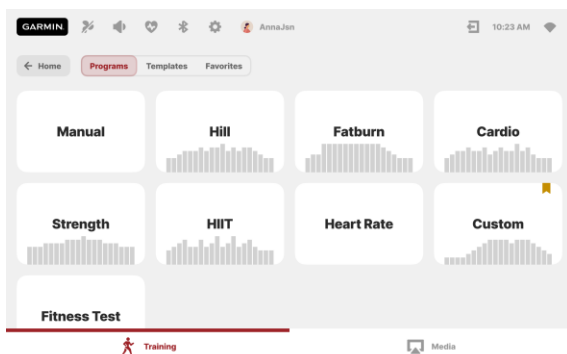 GARMIN. AnnaJsn 10:23 AM
Home Programs Templates Favorites
Manual Hill Fatburn Cardio
Strength HIIT Heart Rate Custom
Fitness Test
Training Media